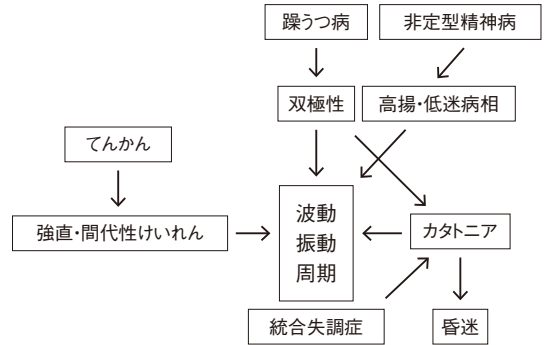 躁うつ病
非定型精神病
双極性
高揚・低迷病相
てんかん
強直・間代性けいれん
波動
振動
周期
カタトニア
統合失調症
昏迷